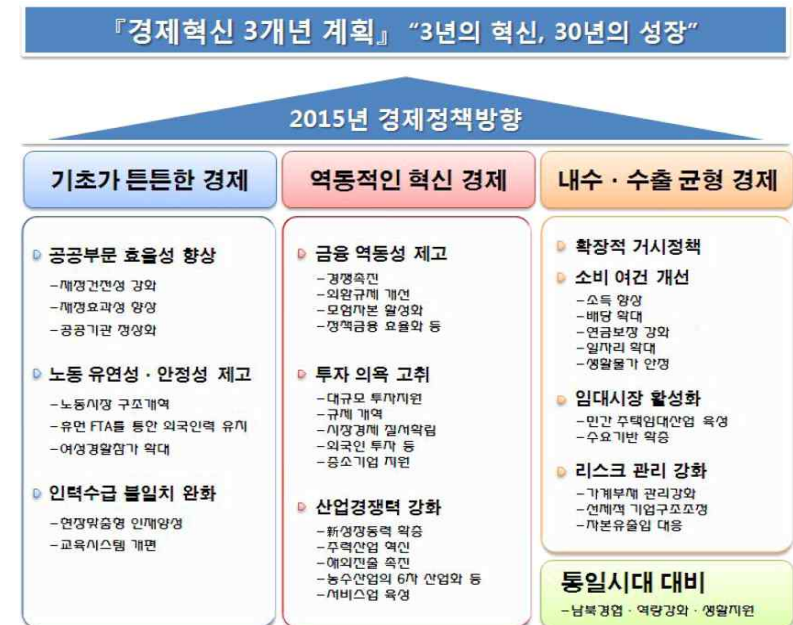 『경제혁신 3개년 계획』 “3년의 혁신, 30년의 성장”
2015년 경제정책방향
기초가 튼튼한 경제
공공부문 효율성 향상
-재정건전성 강화
-재정효과성 향상
-공공기관 정상화
노동 유연성 · 안정성 제고
-노동시장 구조개혁
-휴먼 FTA를 통한 외국인력 유치
-여성경활참가 확대
인력수급 불일치 완화
-현장맞춤형 인재양성
-교육시스템 개편
역동적인 혁신 경제
금융 역동성 제고
-경쟁촉진
-외환규제 개선
-모험자본 활성화
-정책금융 효율화 등
투자 의욕 고취
-대규모 투자지원
-규제 개혁
-시장경제 질서확립
-외국인 투자 등
-중소기업 지원
산업경쟁력 강화
-新성장동력 확충
-주력산업 혁신
-해외진출 촉진
-농수산업의 6차 산업화 등
-서비스업 육성
내수 · 수출 균형 경제
확장적 거시정책
소비 여건 개선
-소득 향상
-배당 확대
-연금보장 강화
-일자리 확대
-생활물가 안정
임대시장 활성화
-민간 주택임대산업 육성
-수요기반 확충
리스크 관리 강화
-가계부채 관리강화
-선제적 기업구조조정
-자본유출입 대응
통일시대 대비
-남북경협 · 역량강화 · 생활지원